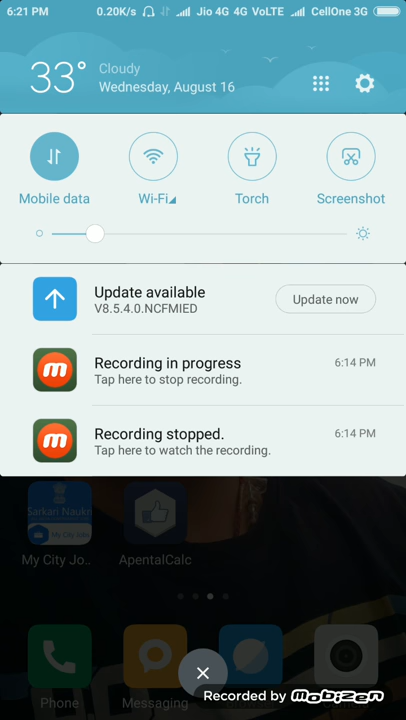 6:21 PM 0.20K/s Jio 4G 4G VoLTE CellOne 3G
33° Cloudy
Wednesday, August 16
Mobile data Wi-Fi Torch Screenshot
Update available
V8.5.4.0.NCFMIED
Update now
Recording in progress 6:14 PM
Tap here to stop recording.
Recording stopped. 6:14 PM
Tap here to watch the recording.
Sarkari Naukri
My City Jobs
My City Jo.. ApentalCalc
Phone Messaging
Recorded by MOBIZEN